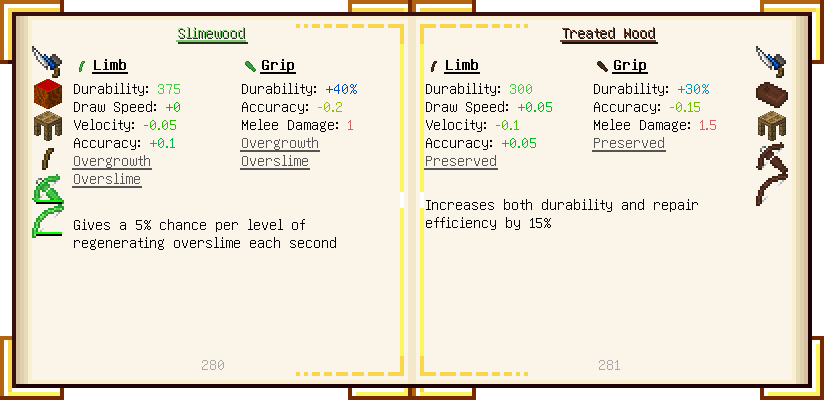 Slimewood
Limb
Durability: 375
Draw Speed: +0
Velocity: -0.05
Accuracy: +0.1
Overgrowth
Overslime
Grip
Durability: +40%
Accuracy: -0.2
Melee Damage: 1
Overgrowth
Overslime
Gives a 5% chance per level of
regenerating overslime each second
280
Treated Wood
Limb
Durability: 300
Draw Speed: +0.05
Velocity: -0.1
Accuracy: +0.05
Preserved
Grip
Durability: +30%
Accuracy: -0.15
Melee Damage: 1.5
Preserved
Increases both durability and repair
efficiency by 15%
281